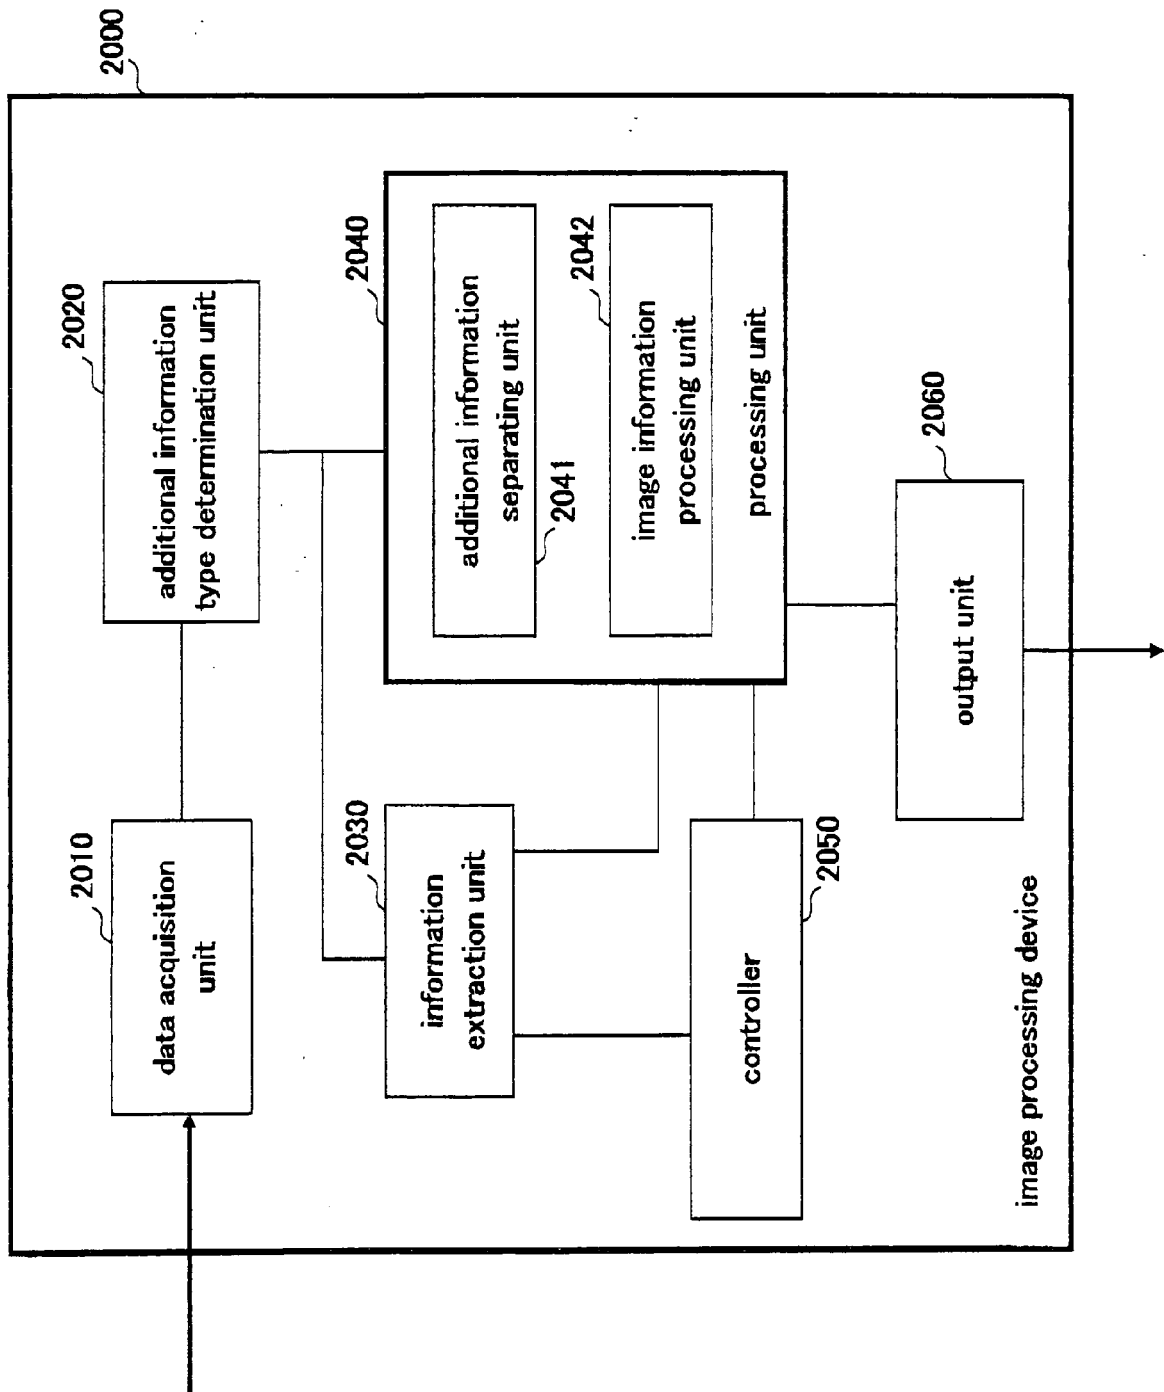 2000
2010
data acquisition
unit
2020
additional information
type determination unit
2030
information
extraction unit
2040
additional information
separating unit
2041
2042
image information
processing unit
processing unit
controller
2050
2060
output unit
image processing device